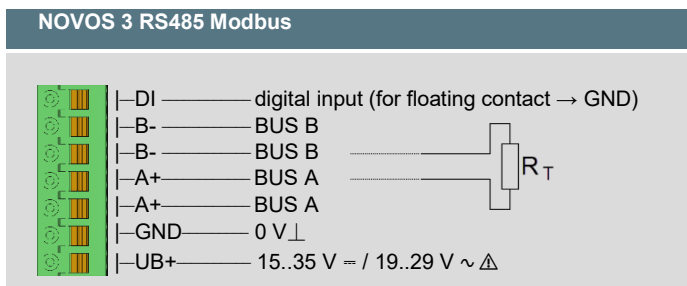 NOVOS 3 RS485 Modbus
DI digital input (for floating contact → GND)
B- BUS B
B- BUS B
A+ BUS A
A+ BUS A
R T
GND 0 V⊥
UB+ 15..35 V ⎓ / 19..29 V ~ ⚠